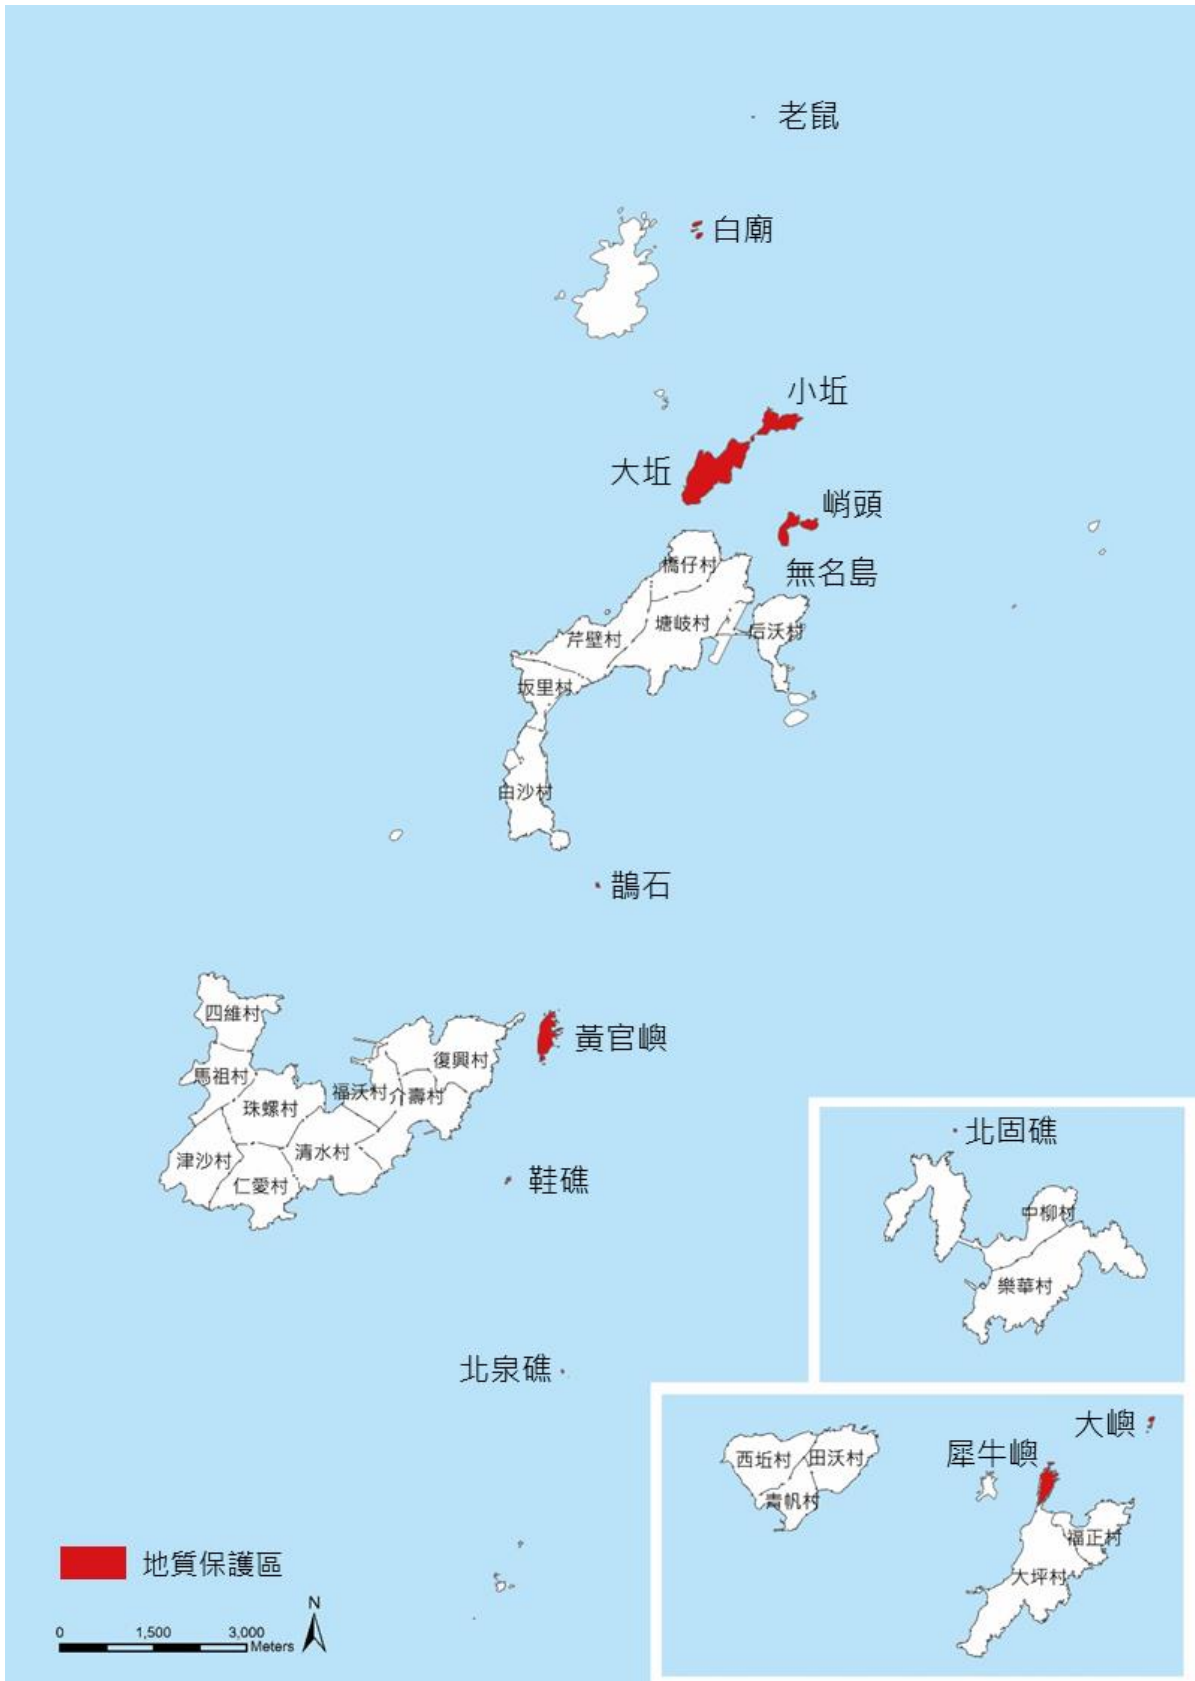 老鼠
白廟
小坵
大坵
峭頭
無名島
橋仔村
塘岐村
后沃村
芹壁村
坂里村
白沙村
鵲石
四維村
馬祖村
珠螺村
福沃村
介壽村
復興村
黃官嶼
津沙村
仁愛村
清水村
鞋礁
北固礁
中柳村
樂華村
北泉礁
大嶼
犀牛嶼
西坵村
田沃村
青帆村
福正村
大坪村
地質保護區
N
0 1,500 3,000
Meters